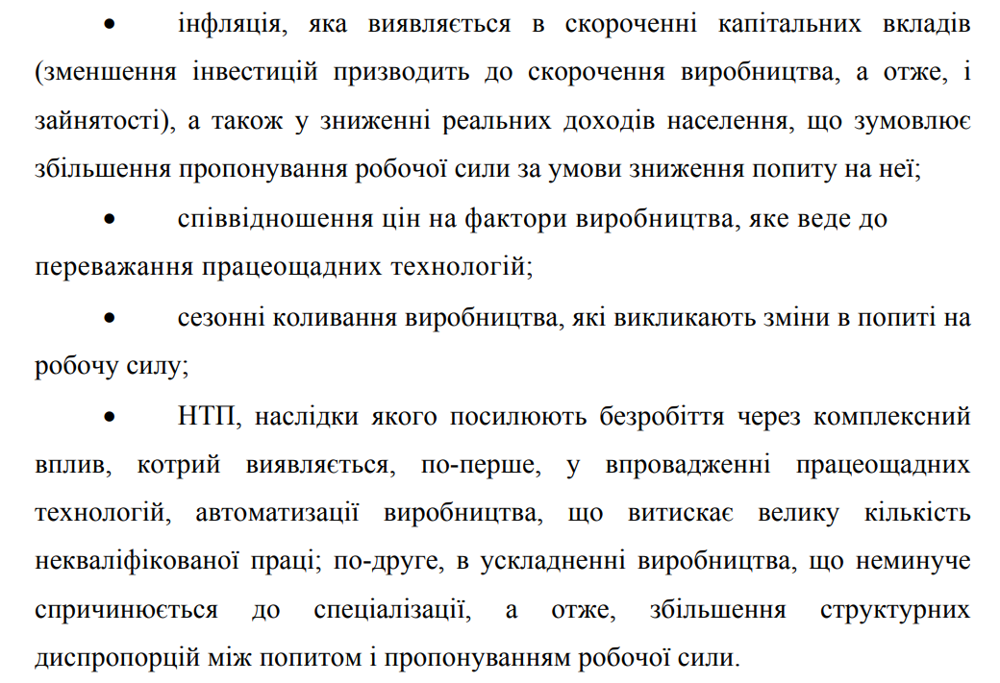 • інфляція, яка виявляється в скороченні капітальних вкладів
(зменшення інвестицій призводить до скорочення виробництва, а отже, і
зайнятості), а також у зниженні реальних доходів населення, що зумовлює
збільшення пропонування робочої сили за умови зниження попиту на неї;
• співвідношення цін на фактори виробництва, яке веде до
переважання працеощадних технологій;
• сезонні коливання виробництва, які викликають зміни в попиті на
робочу силу;
• НТП, наслідки якого посилюють безробіття через комплексний
вплив, котрий виявляється, по-перше, у впровадженні працеощадних
технологій, автоматизації виробництва, що витискає велику кількість
некваліфікованої праці; по-друге, в ускладненні виробництва, що неминуче
спричинюється до спеціалізації, а отже, збільшення структурних
диспропорцій між попитом і пропонуванням робочої сили.